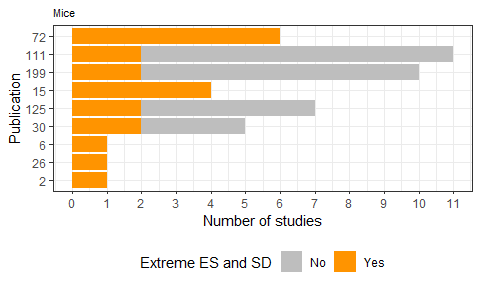 Mice
72
111
199
15
125
30
6
26
2
Publication
0 1 2 3 4 5 6 7 8 9 10 11
Number of studies
Extreme ES and SD No Yes